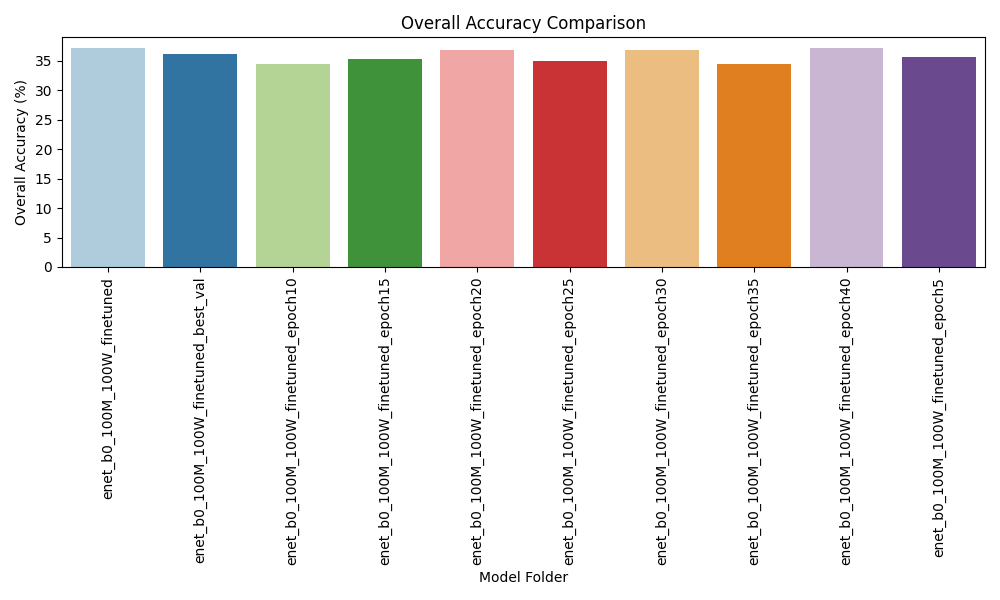 Overall Accuracy Comparison
Overall Accuracy (%)
35
30
25
20
15
10
5
0
enet_b0_100M_100W_finetuned
enet_b0_100M_100W_finetuned_best_val
enet_b0_100M_100W_finetuned_epoch10
enet_b0_100M_100W_finetuned_epoch15
enet_b0_100M_100W_finetuned_epoch20
enet_b0_100M_100W_finetuned_epoch25
enet_b0_100M_100W_finetuned_epoch30
enet_b0_100M_100W_finetuned_epoch35
enet_b0_100M_100W_finetuned_epoch40
enet_b0_100M_100W_finetuned_epoch5
Model Folder